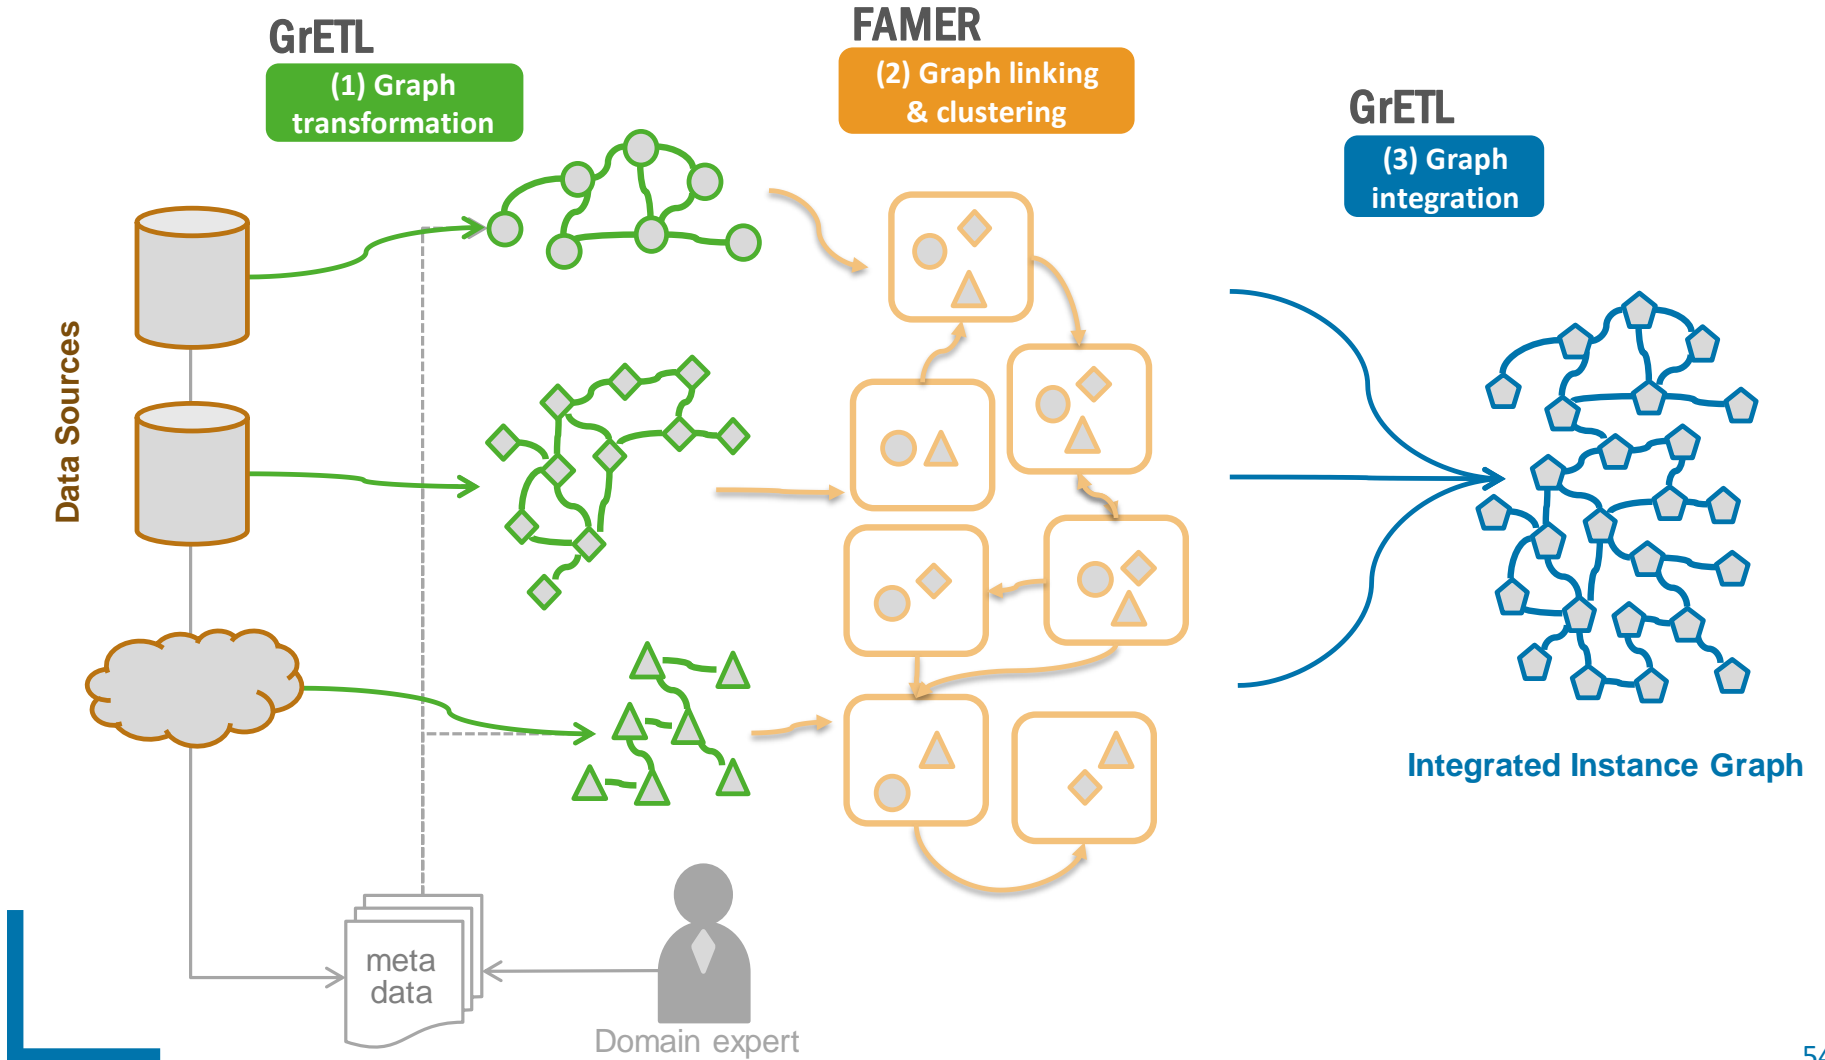 GrETL
(1) Graph
transformation
FAMER
(2) Graph linking
& clustering
GrETL
(3) Graph
integration
Data Sources
Integrated Instance Graph
meta
data
Domain expert
54